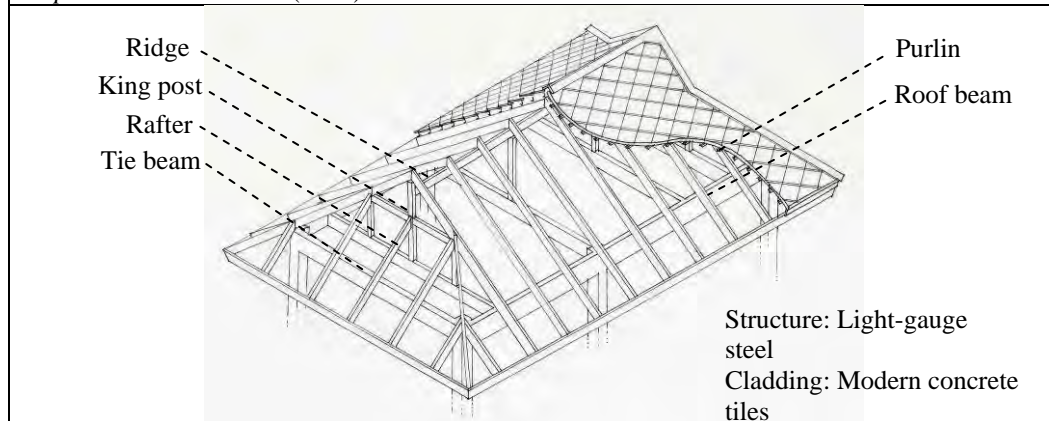 Ridge
King post
Rafter
Tie beam
Purlin
Roof beam
Structure: Light-gauge
steel
Cladding: Modern concrete
tiles